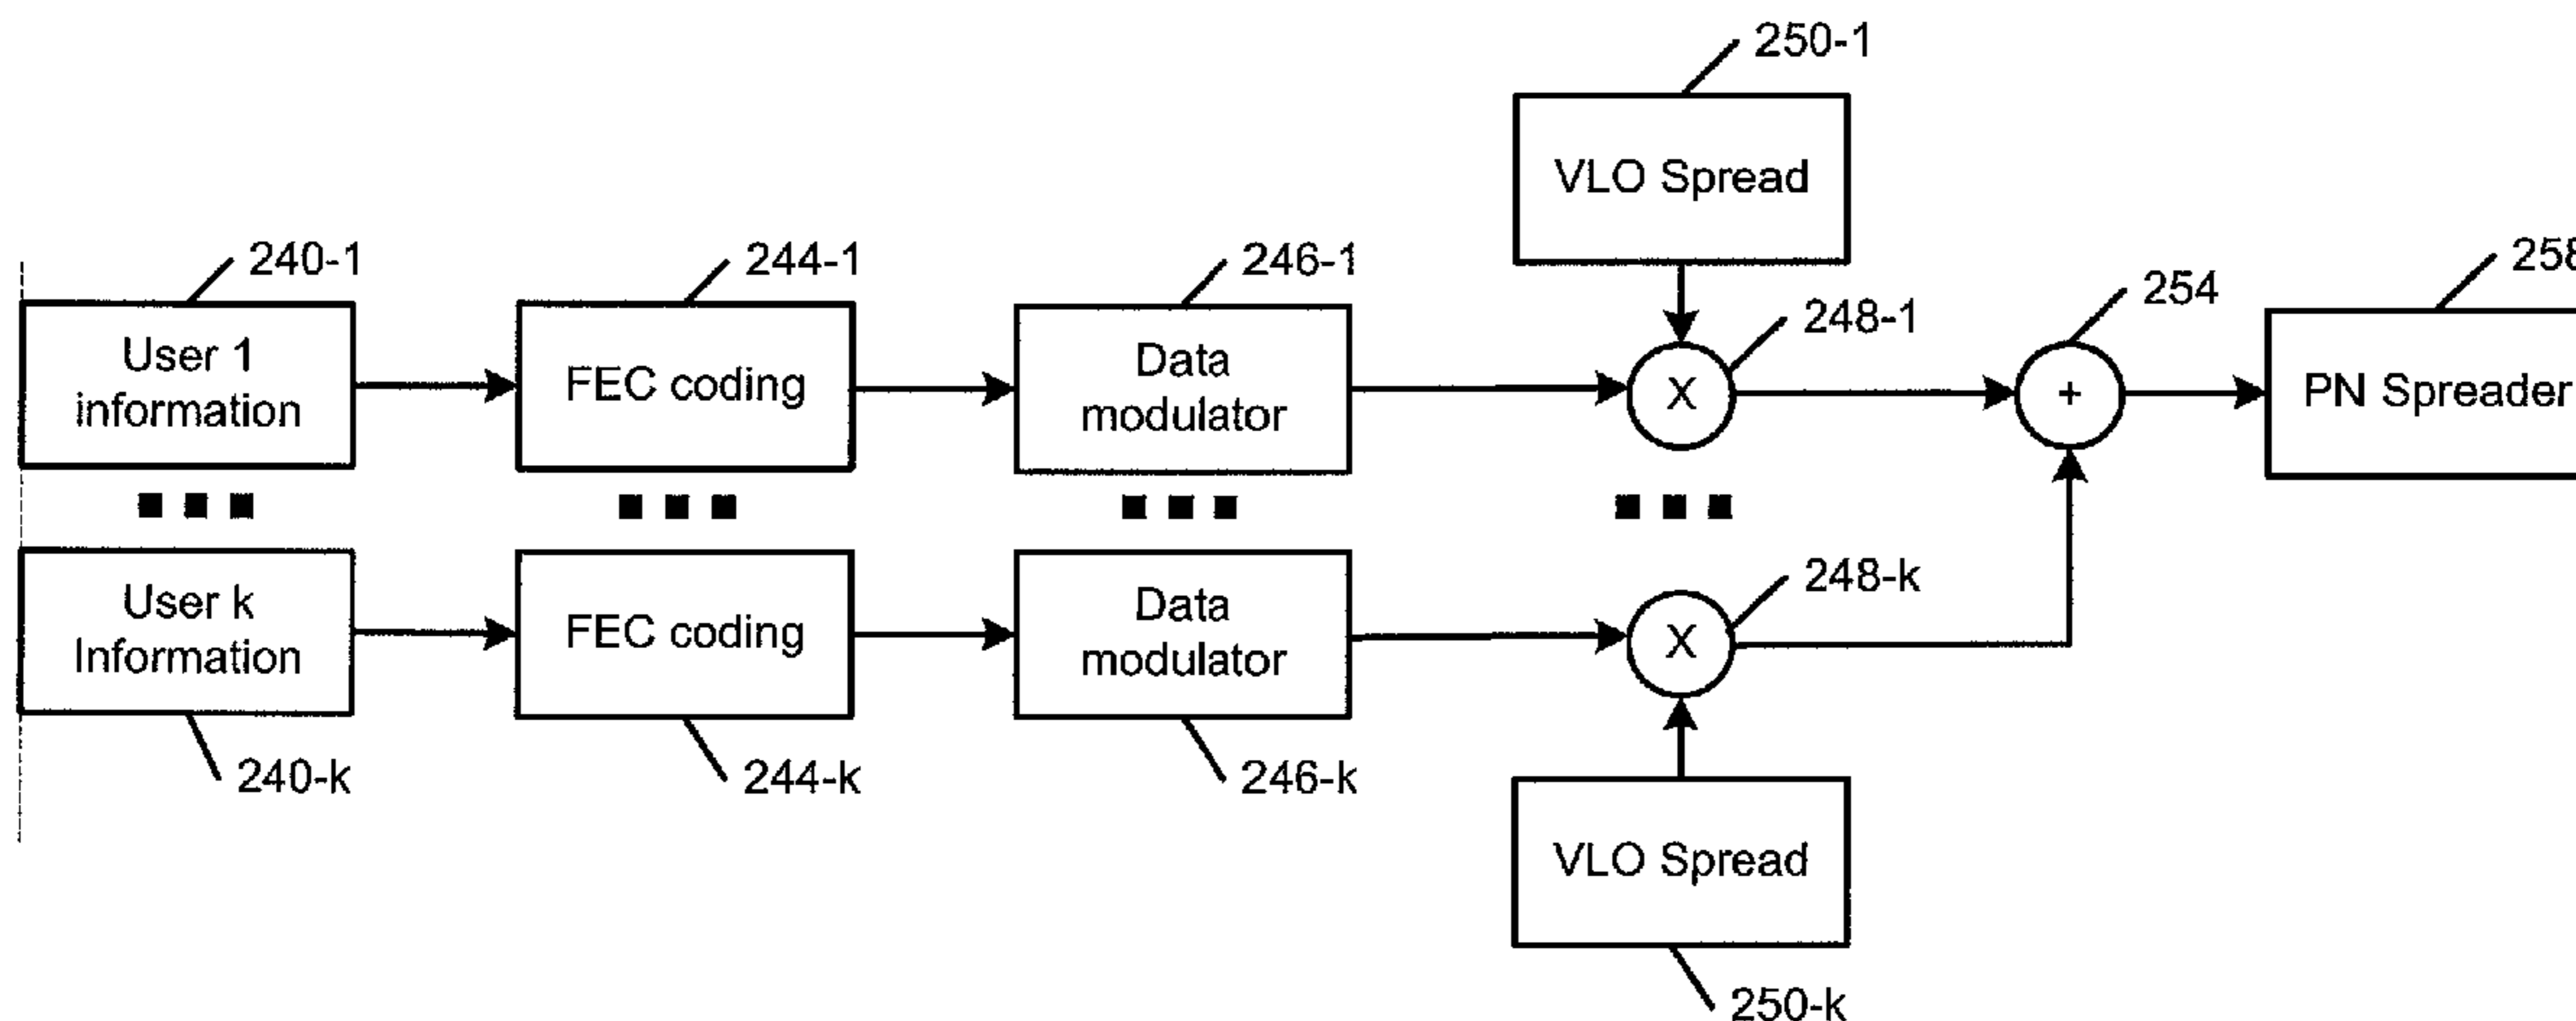 250-1
VLO Spread
240-1
244-1
246-1
248-1
254
258
User 1
information
FEC coding
Data
modulator
X
+
PN Spreader
User k
Information
FEC coding
Data
modulator
X
248-k
240-k
244-k
246-k
VLO Spread
250-k